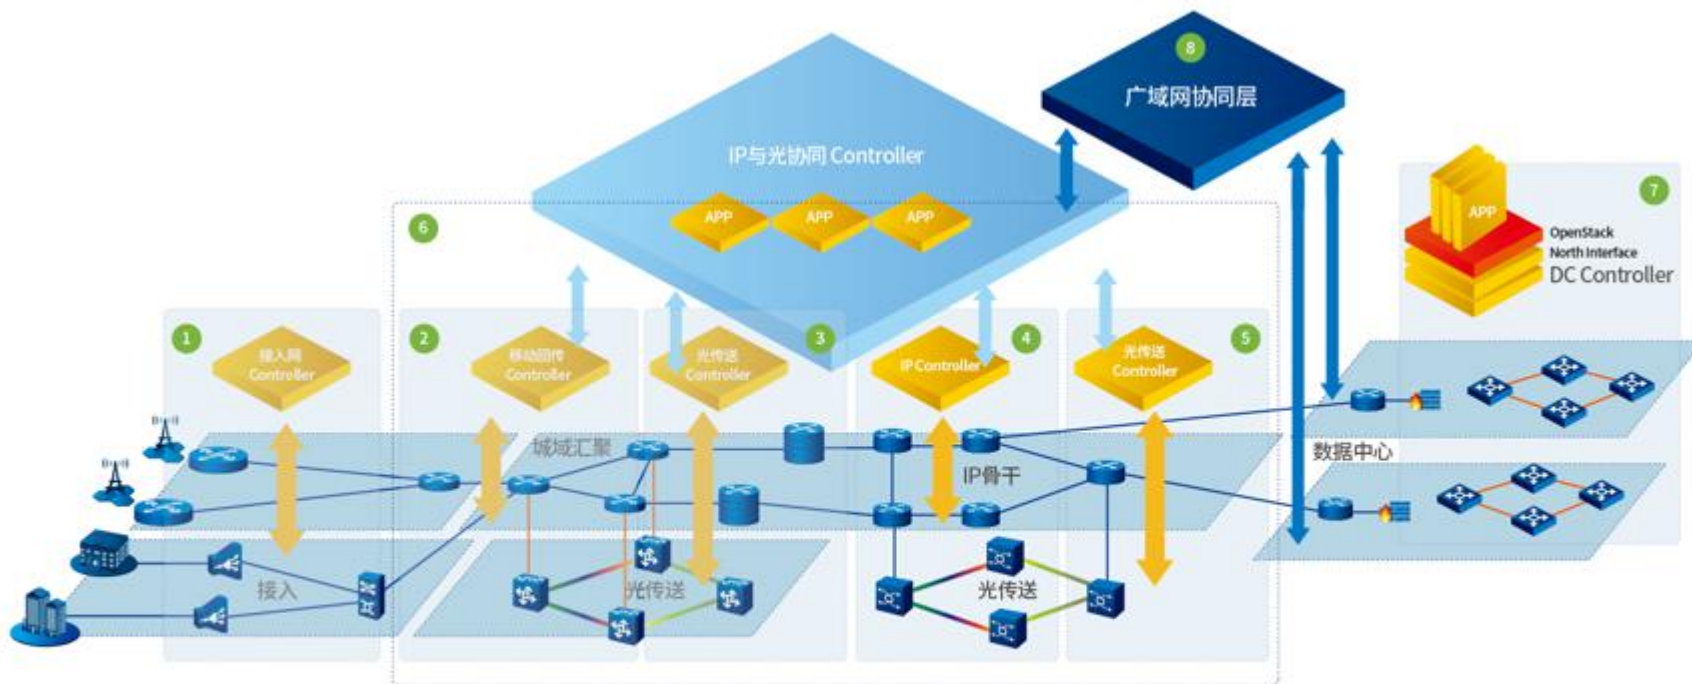 8
广域网协同层
IP与光协同 Controller
APP
APP
APP
7
APP
OpenStack
North Interface
DC Controller
6
1
接入网
Controller
2
移动回传
Controller
光传送
Controller
3
IP Controller
4
光传送
Controller
5
城域汇聚
IP骨干
数据中心
接入
光传送
光传送